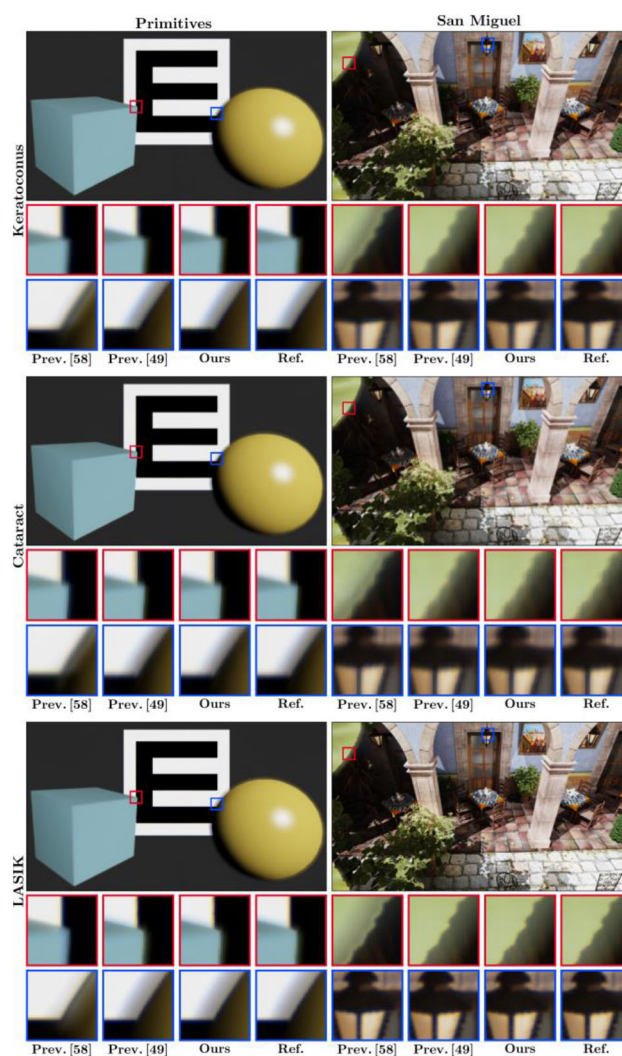 Primitives San Miguel
Keratoconus
Prev. [58] Prev. [49] Ours Ref. Prev. [58] Prev. [49] Ours Ref.
Cataract
Prev. [58] Prev. [49] Ours Ref. Prev. [58] Prev. [49] Ours Ref.
LASIK
Prev. [58] Prev. [49] Ours Ref. Prev. [58] Prev. [49] Ours Ref.